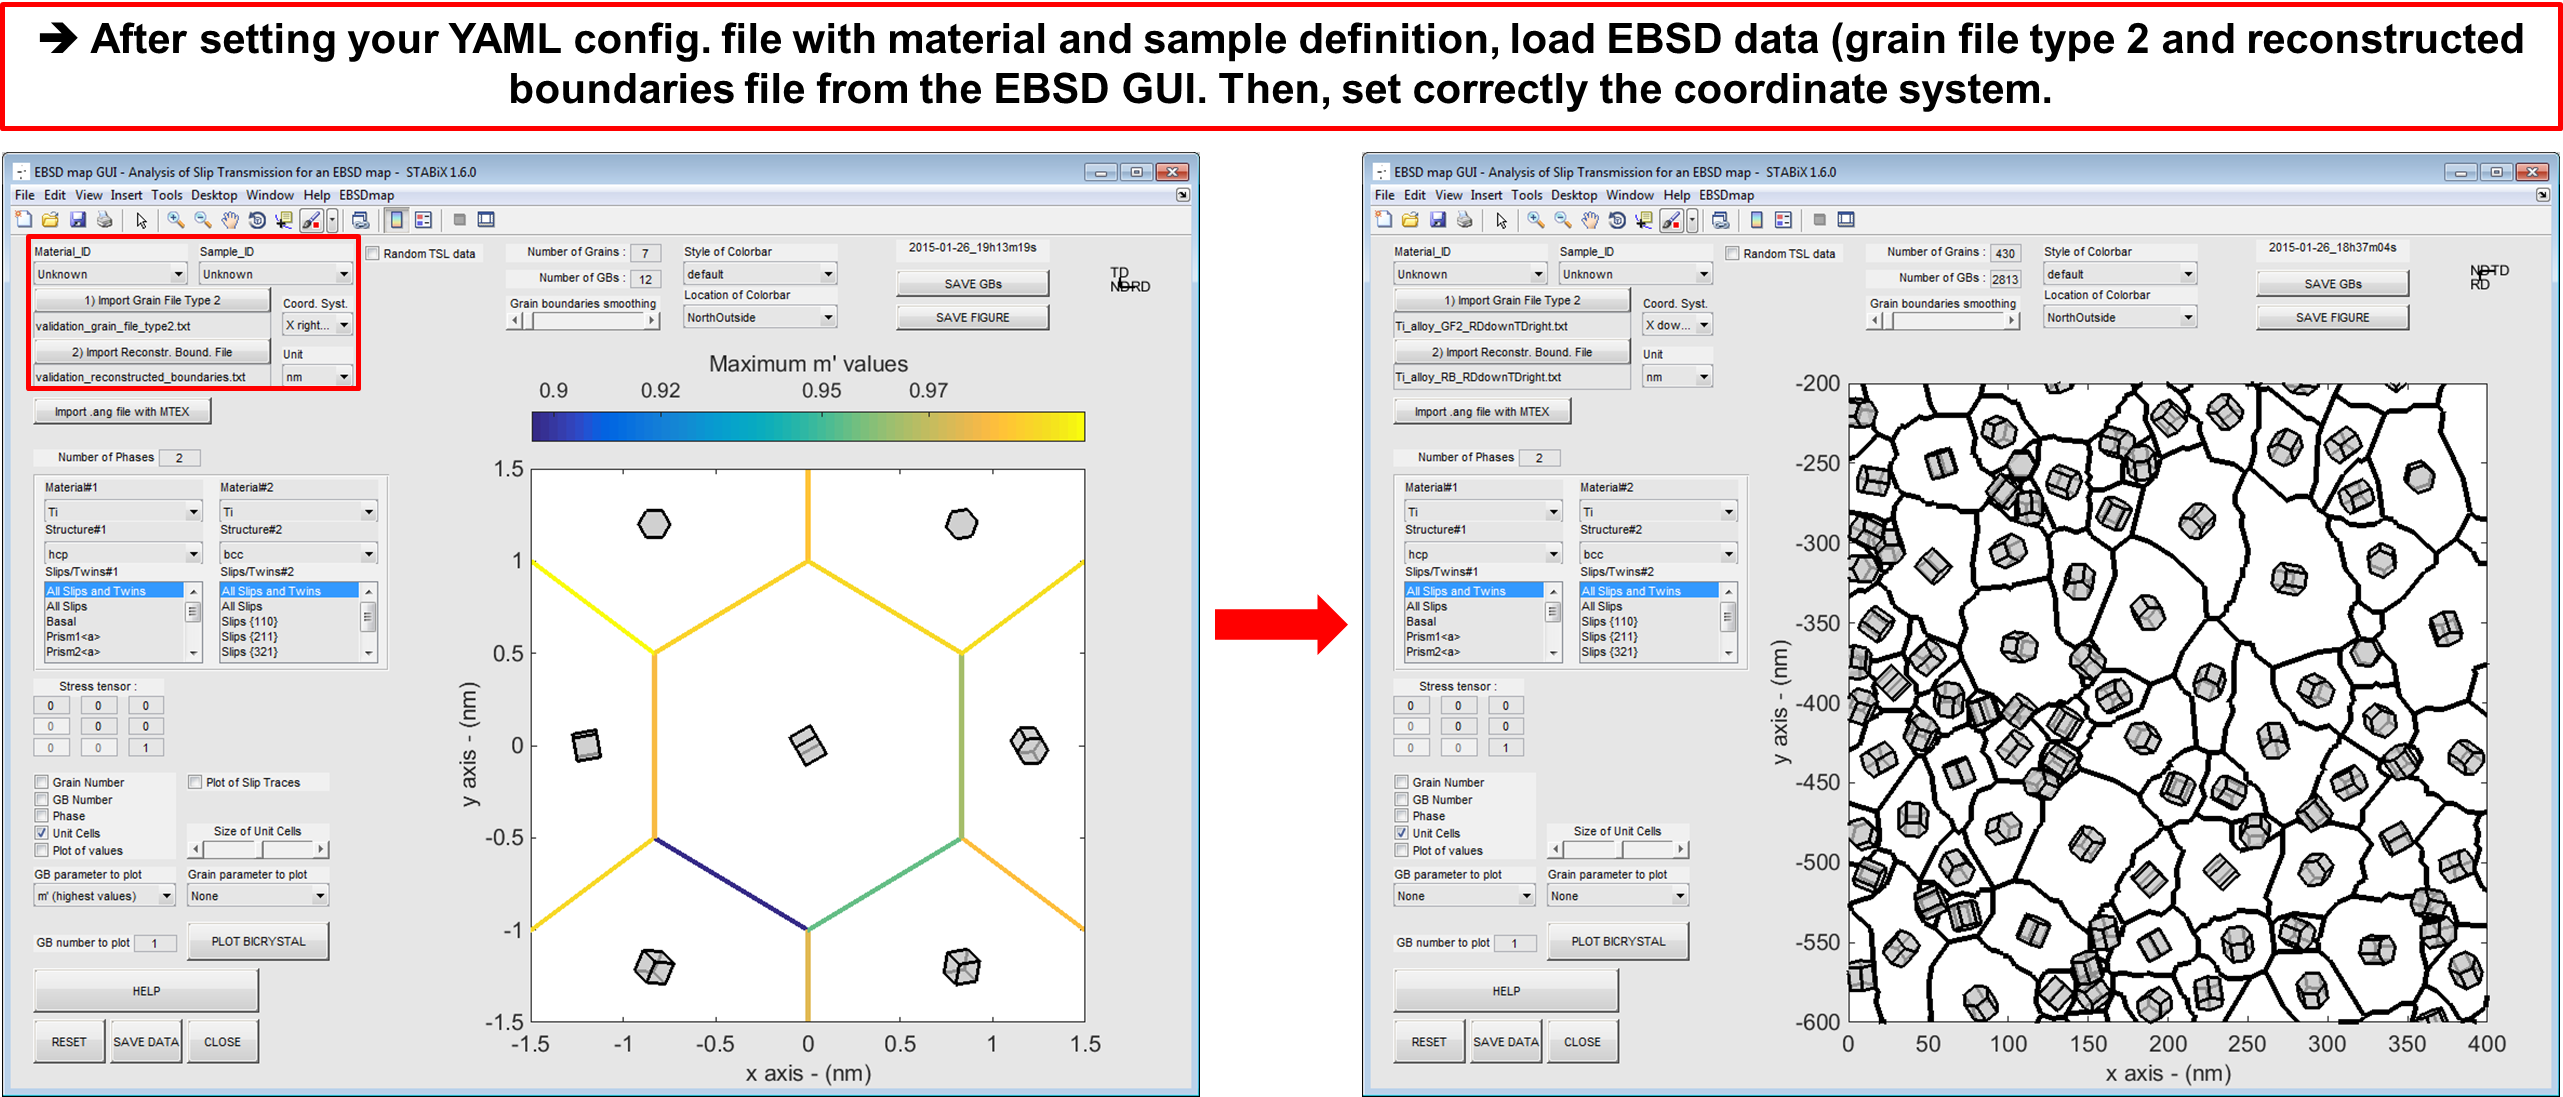 ➔ After setting your YAML config. file with material and sample definition, load EBSD data (grain file type 2 and reconstructed
boundaries file from the EBSD GUI. Then, set correctly the coordinate system.
EBSD map GUI - Analysis of Slip Transmission for an EBSD map - STABiX 1.6.0
File Edit View Insert Tools Desktop Window Help EBSDmap
Material_ID Sample_ID
Unknown Unknown
Random TSL data
1) Import Grain File Type 2
Coord. Syst.
validation_grain_file_type2.txt
X right...
2) Import Reconstr. Bound. File
Unit
validation_reconstructed_boundaries.txt
nm
Import .ang file with MTEX
Number of Grains : 7
Number of GBs : 12
Grain boundaries smoothing
Style of Colorbar
default
Location of Colorbar
NorthOutside
2015-01-26_19h13m19s
SAVE GBs
SAVE FIGURE
TD
ND RD
Number of Phases 2
Material#1 Material#2
Ti Ti
Structure#1 Structure#2
hcp bcc
Slips/Twins#1 Slips/Twins#2
All Slips and Twins All Slips and Twins
All Slips All Slips
Basal Slips {110}
Prism1<a> Slips {211}
Prism2<a> Slips {321}
Stress tensor :
0 0 0
0 0 0
0 0 1
Grain Number
GB Number
Phase
Unit Cells
Plot of values
Plot of Slip Traces
Size of Unit Cells
GB parameter to plot Grain parameter to plot
m' (highest values) None
GB number to plot 1 PLOT BICRYSTAL
HELP
RESET SAVE DATA CLOSE
Maximum m' values
0.9 0.92 0.95 0.97
1.5
1
0.5
0
-0.5
-1
-1.5
y axis - (nm)
-1.5 -1 -0.5 0 0.5 1 1.5
x axis - (nm)
EBSD map GUI - Analysis of Slip Transmission for an EBSD map - STABiX 1.6.0
File Edit View Insert Tools Desktop Window Help EBSDmap
Material_ID Sample_ID
Unknown Unknown
Random TSL data
1) Import Grain File Type 2
Coord. Syst.
Ti_alloy_GF2_RDdownTDright.txt
X dow...
2) Import Reconstr. Bound. File
Unit
Ti_alloy_RB_RDdownTDright.txt
nm
Import .ang file with MTEX
Number of Grains : 430
Number of GBs : 2813
Grain boundaries smoothing
Style of Colorbar
default
Location of Colorbar
NorthOutside
2015-01-26_18h37m04s
SAVE GBs
SAVE FIGURE
ND TD
RD
Number of Phases 2
Material#1 Material#2
Ti Ti
Structure#1 Structure#2
hcp bcc
Slips/Twins#1 Slips/Twins#2
All Slips and Twins All Slips and Twins
All Slips All Slips
Basal Slips {110}
Prism1<a> Slips {211}
Prism2<a> Slips {321}
Stress tensor :
0 0 0
0 0 0
0 0 1
Grain Number
GB Number
Phase
Unit Cells
Plot of values
Size of Unit Cells
GB parameter to plot Grain parameter to plot
None None
GB number to plot 1 PLOT BICRYSTAL
HELP
RESET SAVE DATA CLOSE
-200
-250
-300
-350
-400
-450
-500
-550
-600
y axis - (nm)
0 50 100 150 200 250 300 350 400
x axis - (nm)